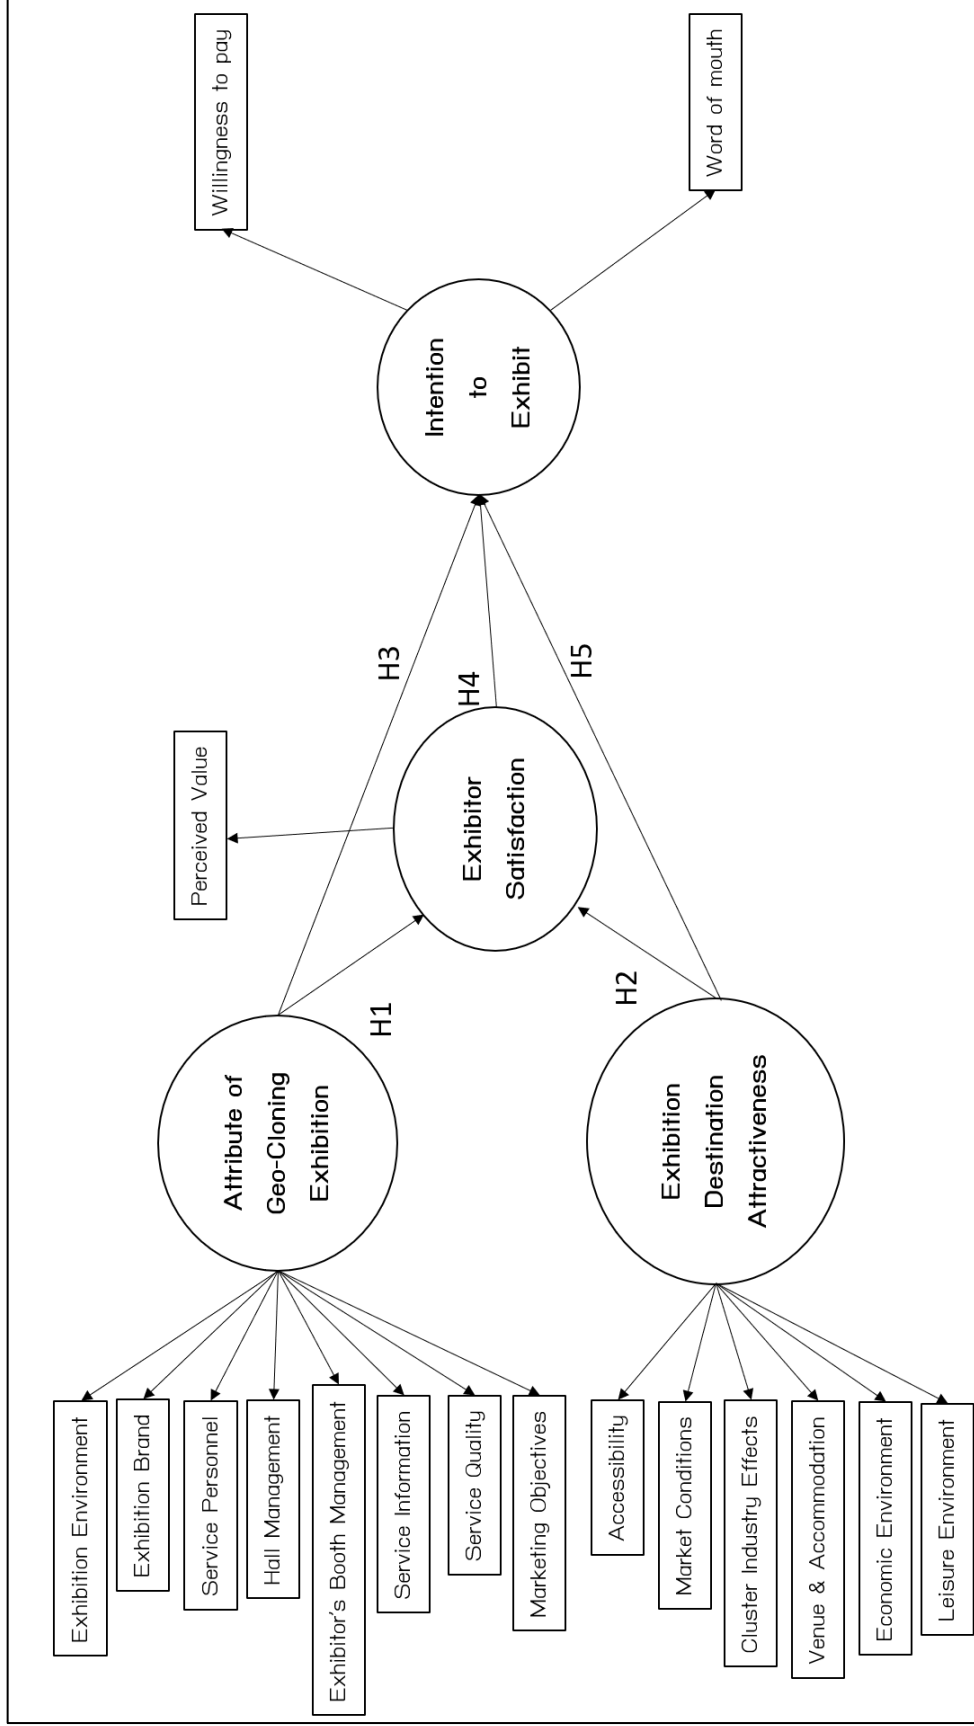 Exhibition Environment
Exhibition Brand
Service Personnel
Hall Management
Exhibitor's Booth Management
Service Information
Service Quality
Marketing Objectives
Accessibility
Market Conditions
Cluster Industry Effects
Venue & Accommodation
Economic Environment
Leisure Environment
Attribute of
Geo-Cloning
Exhibition
Exhibition
Destination
Attractiveness
H1
H2
Perceived Value
Exhibitor
Satisfaction
H3
H4
H5
Intention
to
Exhibit
Willingness to pay
Word of mouth